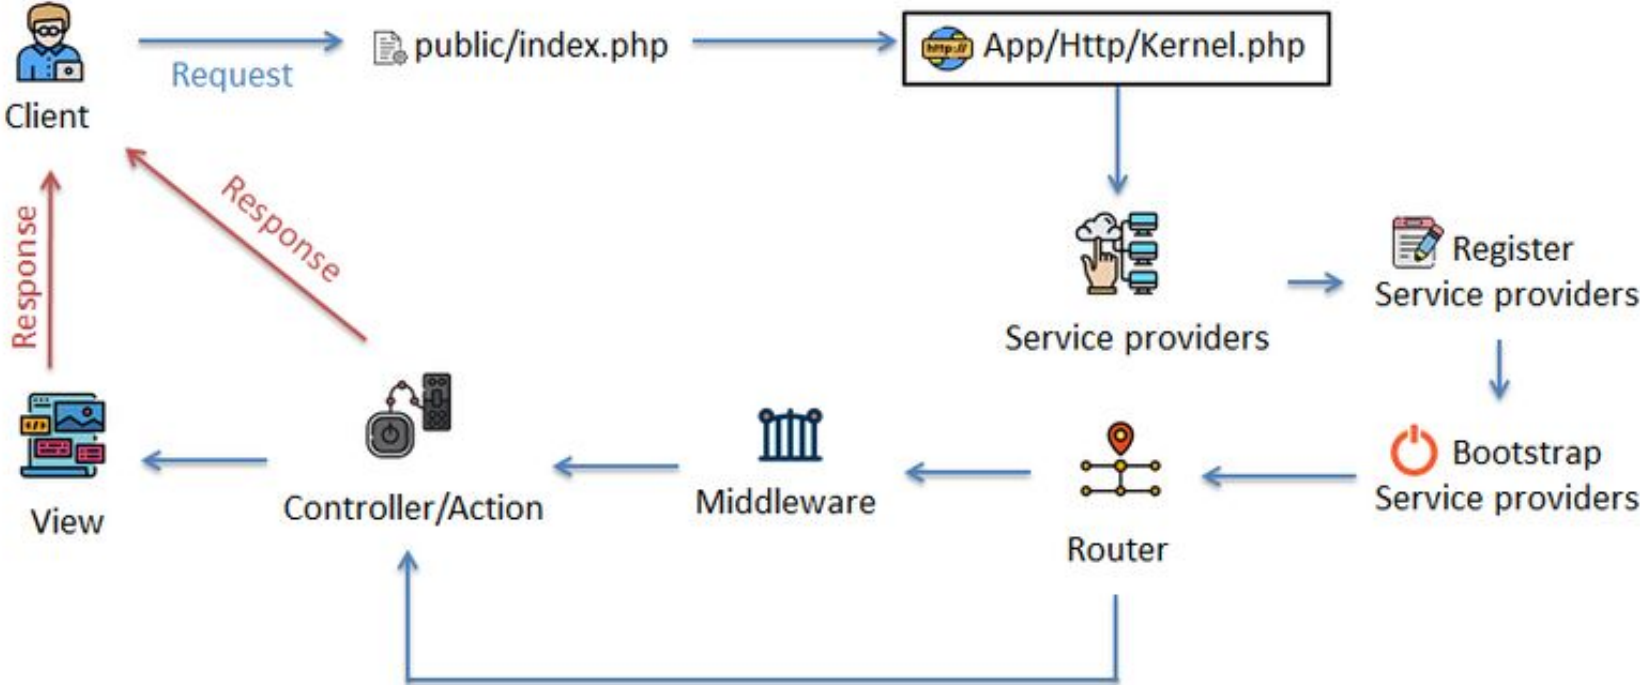 Client
Request
public/index.php
http://
App/Http/Kernel.php
Response
Response
Service providers
Register
Service providers
Bootstrap
Service providers
Router
Middleware
Controller/Action
</>
View